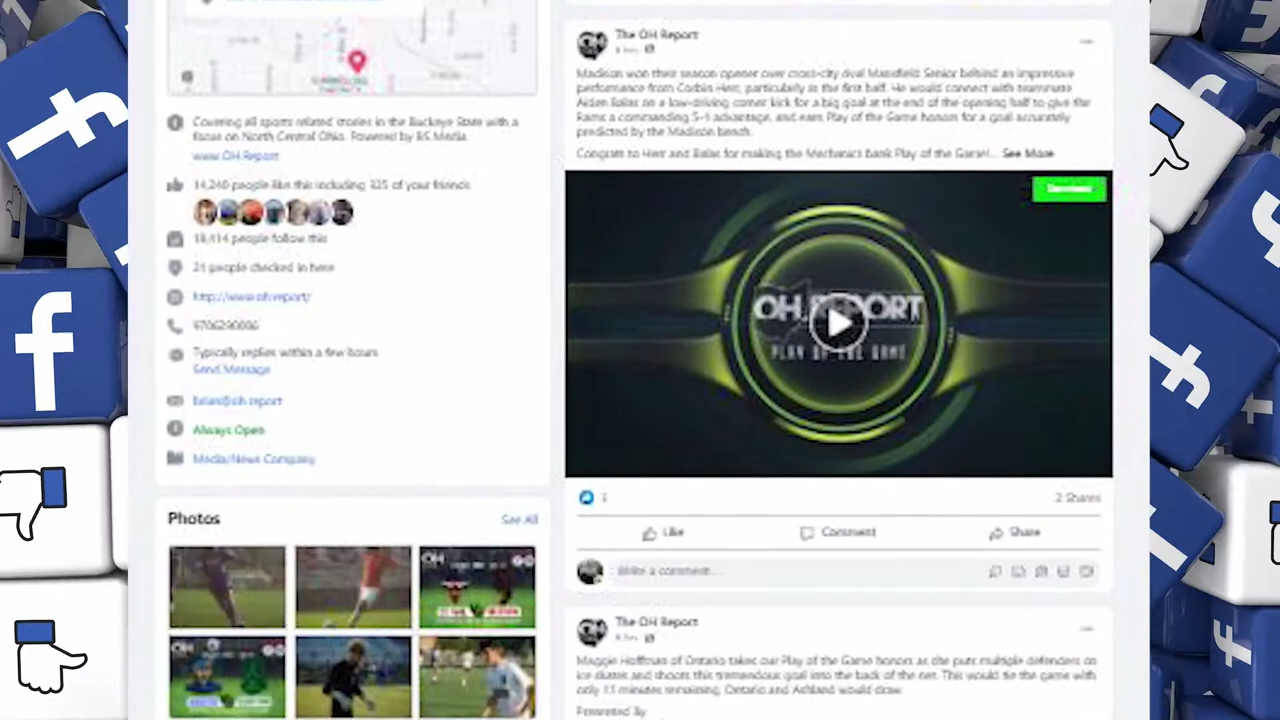 Covering all sports related stories in the Buckeye State with a
focus on North Central Ohio. Powered by BS Media
www.OH.Report
14,240 people like this including 325 of your friends
18,414 people follow this
21 people checked in here
http://www.oh.report/
Typically replies within a few hours
Send Message
brian@oh.report
Always Open
Media/News Company
Photos
See All
The OH Report
Madison won their season opener over cross-city rival Mansfield Senior behind an impressive
performance from Corbin Herr, particularly in the first half. He would connect with teammate
Aiden Balas on a low-driving corner kick for a big goal at the end of the opening half to give the
Rams a commanding 5-1 advantage, and earn Play of the Game honors for a goal accurately
predicted by the Madison bench.
Congrats to Herr and Balas for making the Mechanics Bank Play of the Game!... See More
OH REPORT
PLAY OF THE GAME
2 Shares
Like
Comment
Share
Write a comment...
The OH Report
Maggie Hoffman of Ontario takes our Play of the Game honors as she puts multiple defenders on
ice skates and shoots this tremendous goal into the back of the net. This would tie the game with
only 11 minutes remaining, Ontario and Ashland would draw.
Presented By